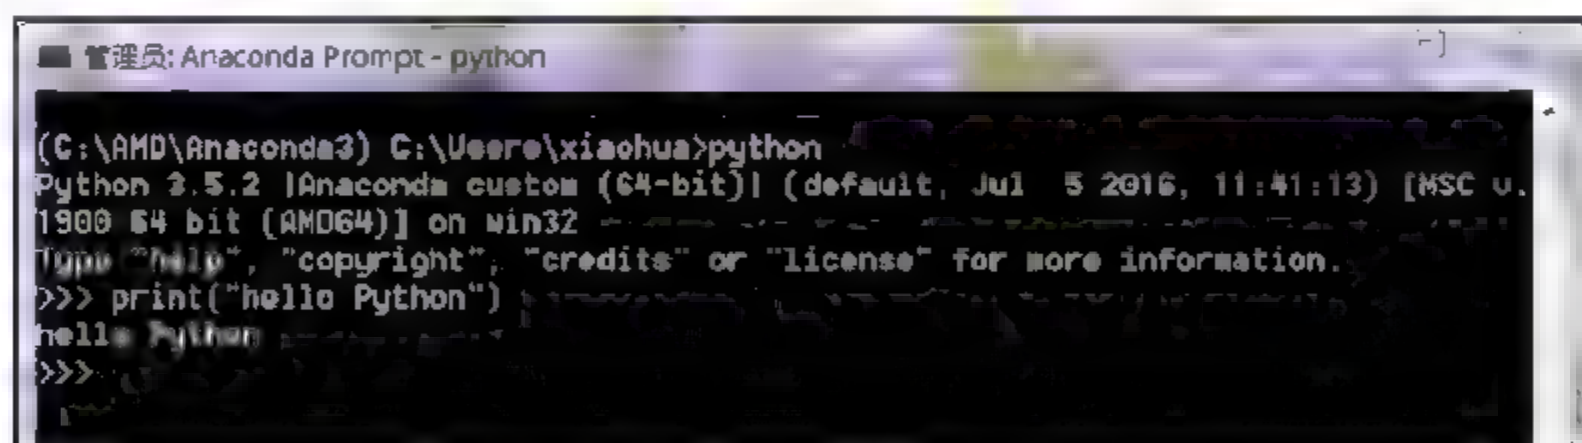 管理员: Anaconda Prompt - python
(C:\AMD\Anaconda3) C:\Users\xiaohua>python
Python 3.5.2 |Anaconda custom (64-bit)| (default, Jul  5 2016, 11:41:13) [MSC v.
1900 64 bit (AMD64)] on win32
Type "help", "copyright", "credits" or "license" for more information.
>>> print("hello Python")
hello Python
>>>